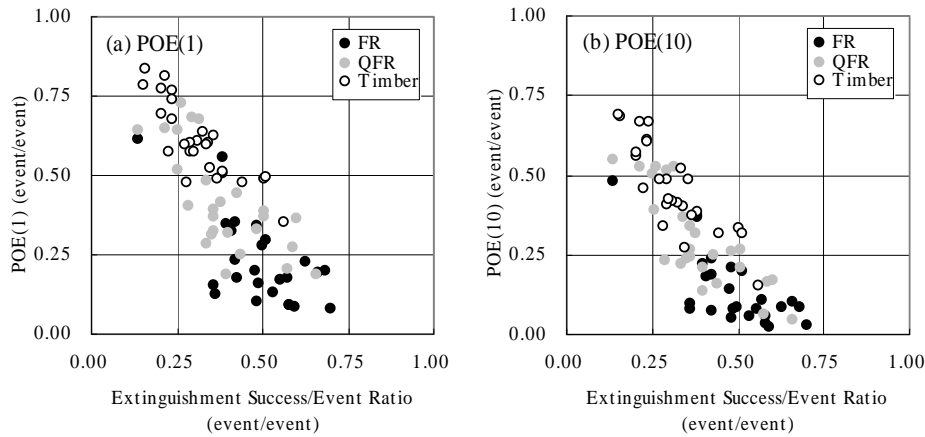 (a) POE(1)
FR
QFR
Timber
POE(1) (event/event)
1.00
0.75
0.50
0.25
0.00
0.00 0.25 0.50 0.75 1.00
Extinguishment Success/Event Ratio
(event/event)
(b) POE(10)
FR
QFR
Timber
POE(10) (event/event)
1.00
0.75
0.50
0.25
0.00
0.00 0.25 0.50 0.75 1.00
Extinguishment Success/Event Ratio
(event/event)